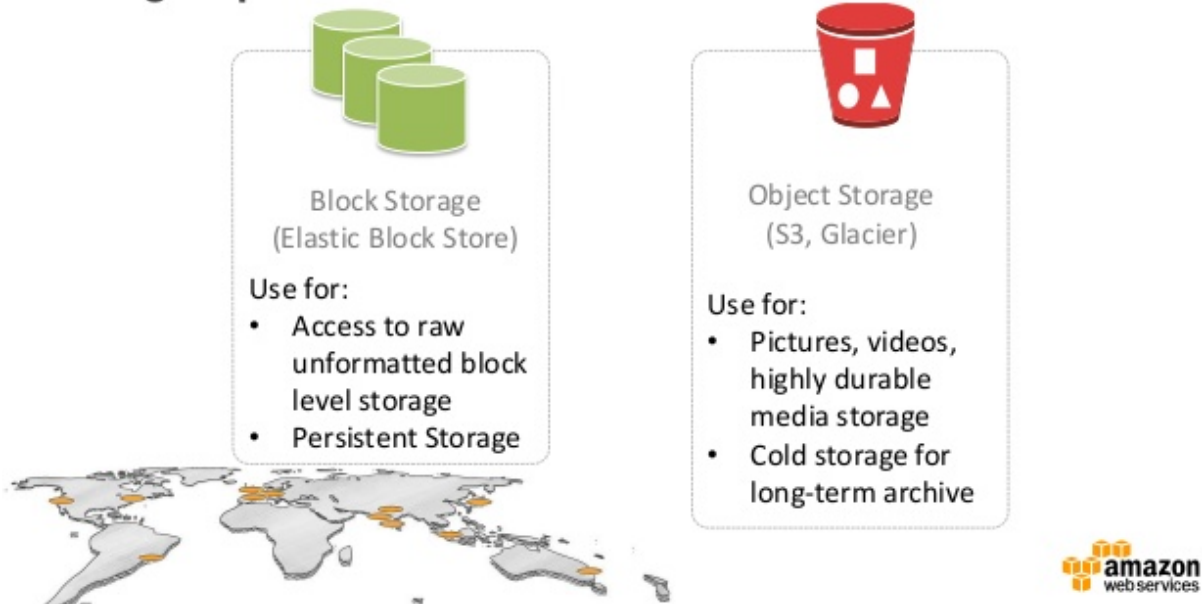 Block Storage
(Elastic Block Store)
Use for:
• Access to raw
unformatted block
level storage
• Persistent Storage
Object Storage
(S3, Glacier)
Use for:
• Pictures, videos,
highly durable
media storage
• Cold storage for
long-term archive
amazon
web services